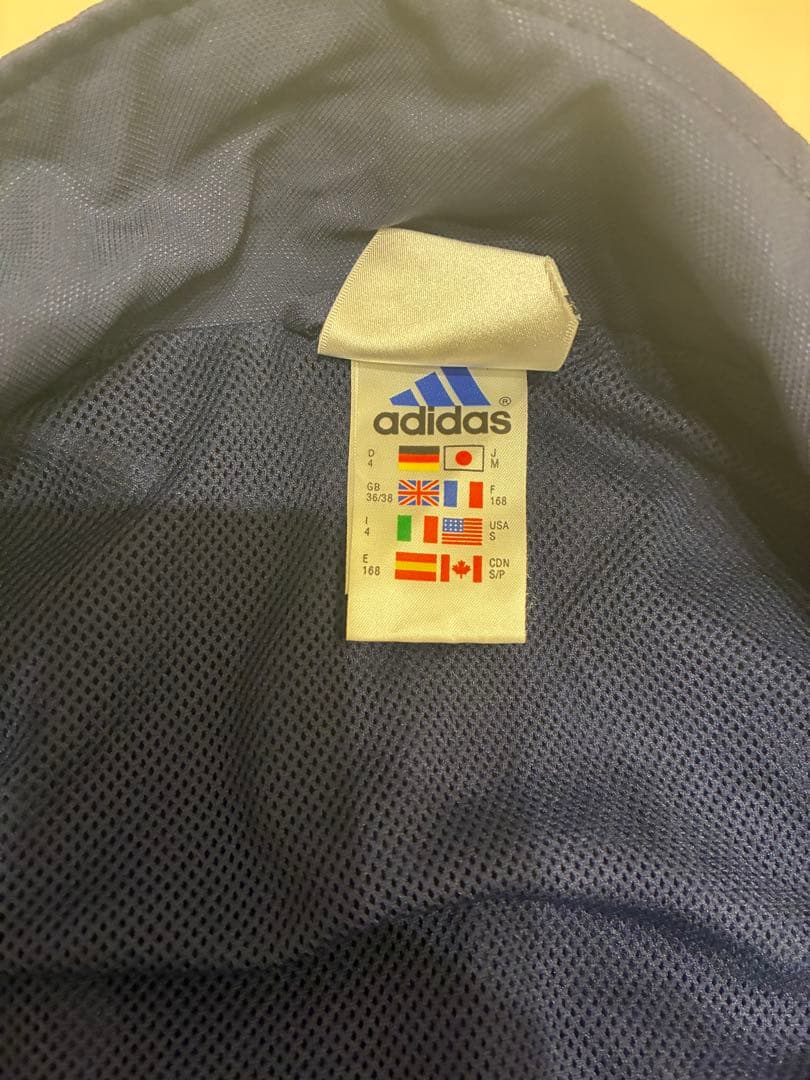 adidas®
D J
4 M
GB F
36/38 168
I USA
4 S
E CDN
168 S/P